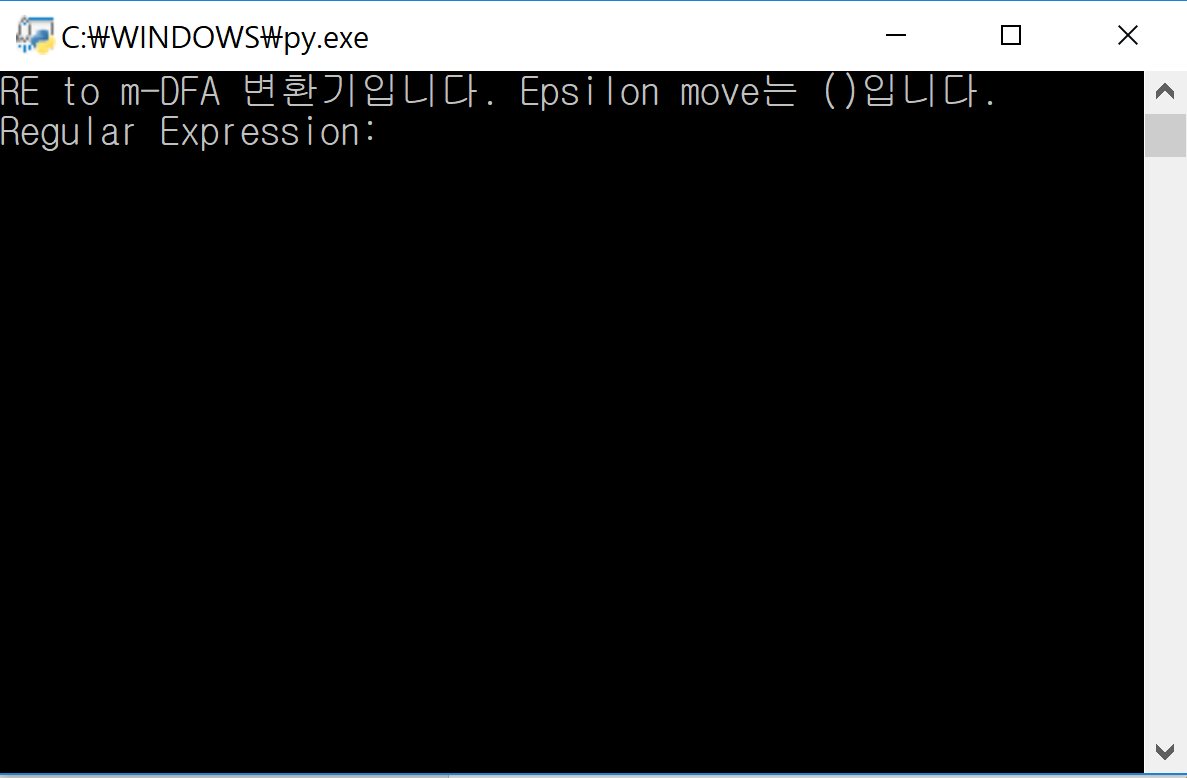 C:₩WINDOWS₩py.exe
RE to m-DFA 변환기입니다. Epsilon move는 ()입니다.
Regular Expression: